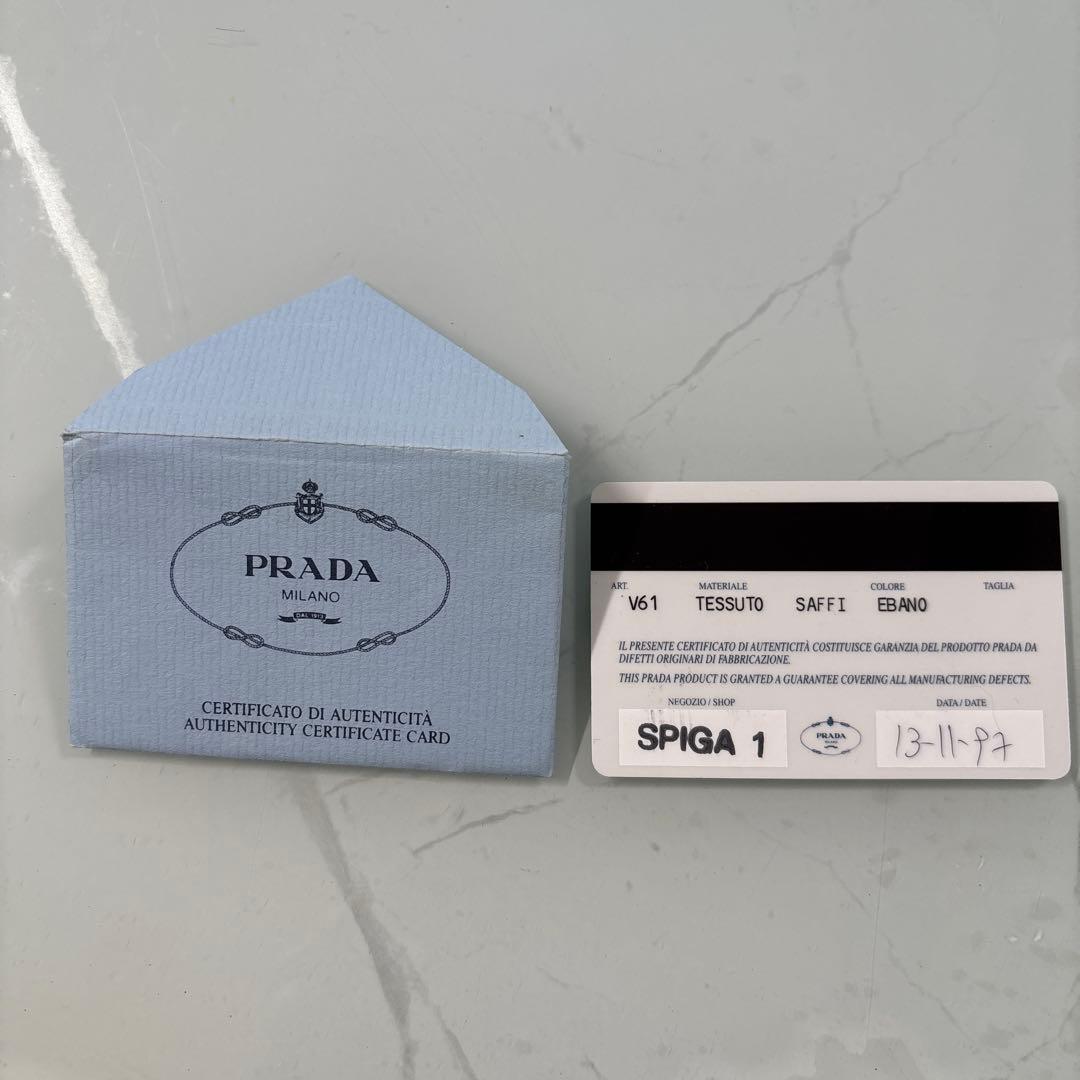 PRADA
MILANO
DAL 1913
CERTIFICATO DI AUTENTICITÀ
AUTHENTICITY CERTIFICATE CARD
ART. MATERIALE COLORE TAGLIA
V61 TESSUTO SAFFI EBANO
IL PRESENTE CERTIFICATO DI AUTENTICITÀ COSTITUISCE GARANZIA DEL PRODOTTO PRADA DA
DIFETTI ORIGINARI DI FABBRICAZIONE.
THIS PRADA PRODUCT IS GRANTED A GUARANTEE COVERING ALL MANUFACTURING DEFECTS.
NEGOZIO / SHOP DATA / DATE
SPIGA 1 PRADA 13-11-97
MILANO